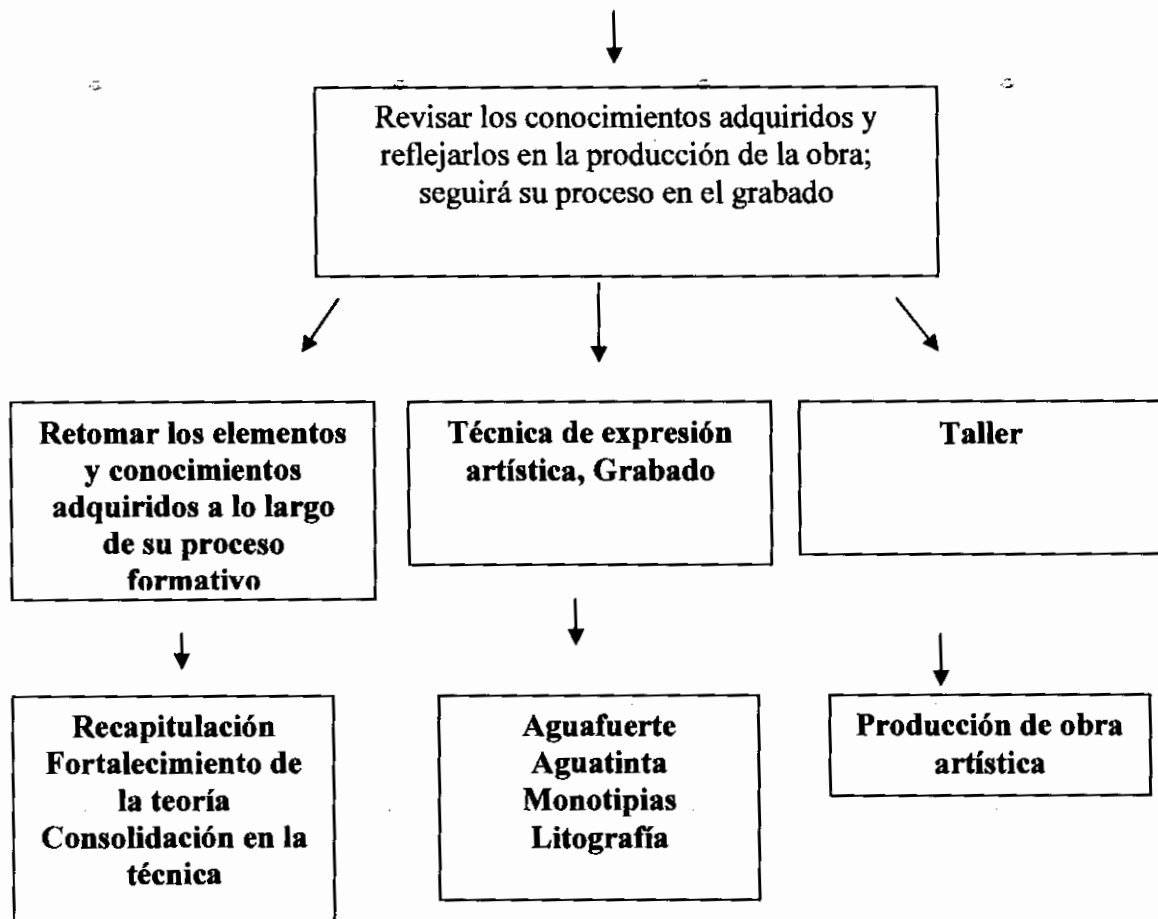 Revisar los conocimientos adquiridos y
reflejarlos en la producción de la obra;
seguirá su proceso en el grabado
Retomar los elementos
y conocimientos
adquiridos a lo largo
de su proceso
formativo
Técnica de expresión
artística, Grabado
Taller
Recapitulación
Fortalecimiento de
la teoría
Consolidación en la
técnica
Aguafuerte
Aguatinta
Monotipias
Litografía
Producción de obra
artística